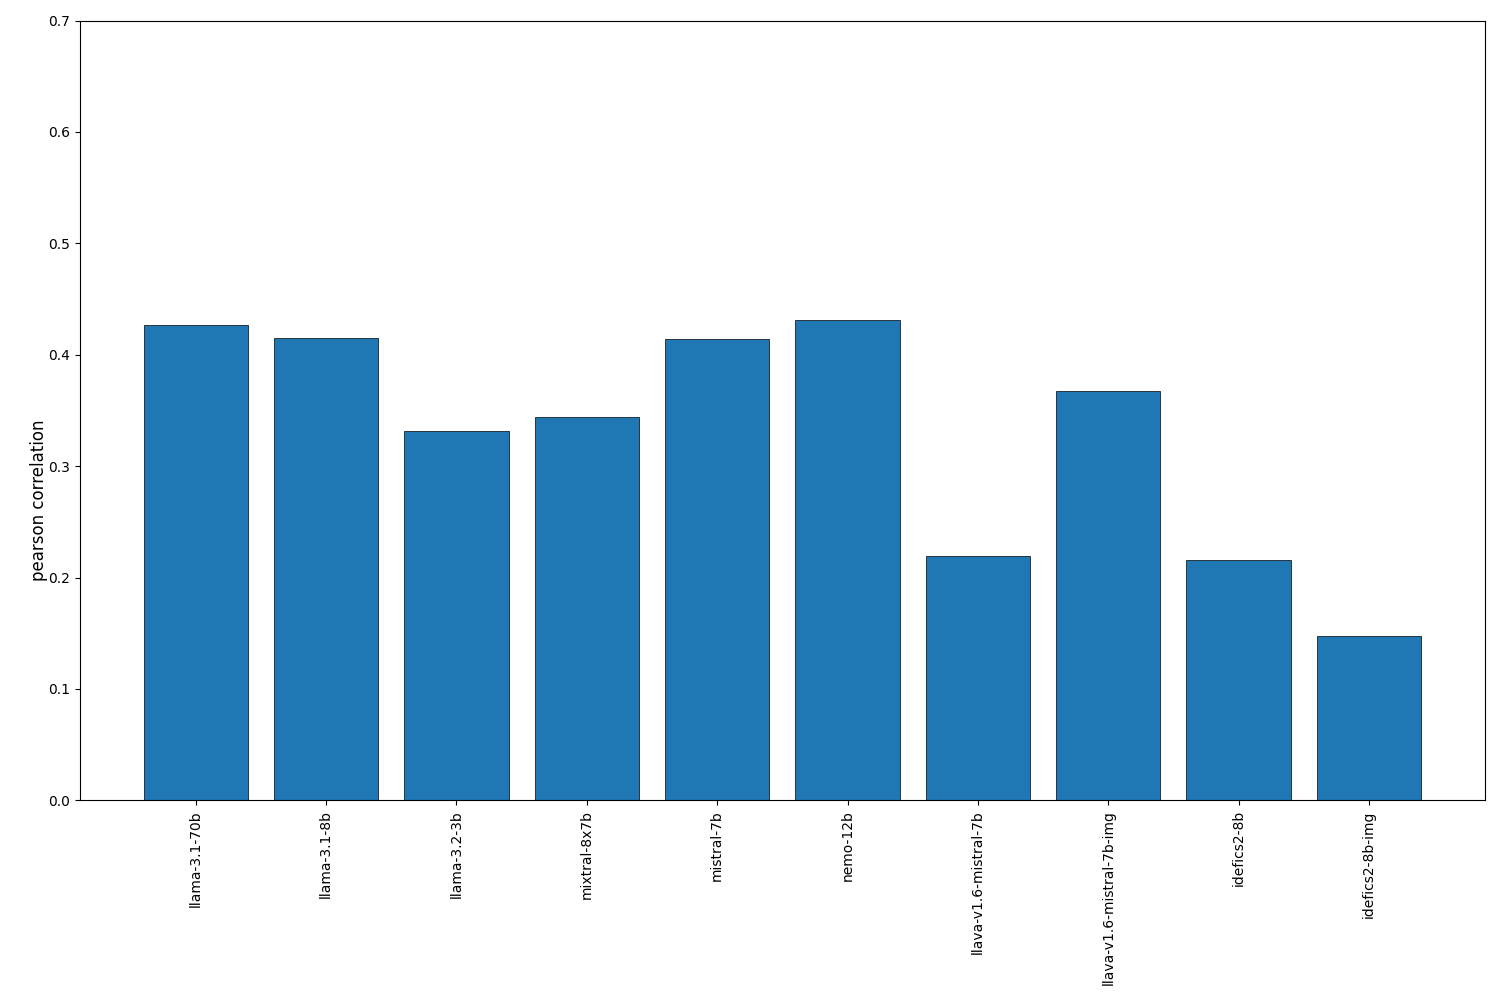 pearson correlation
0.7
0.6
0.5
0.4
0.3
0.2
0.1
0.0
llama-3.1-70b
llama-3.1-8b
llama-3.2-3b
mixtral-8x7b
mistral-7b
nemo-12b
llava-v1.6-mistral-7b
llava-v1.6-mistral-7b-img
idefics2-8b
idefics2-8b-img